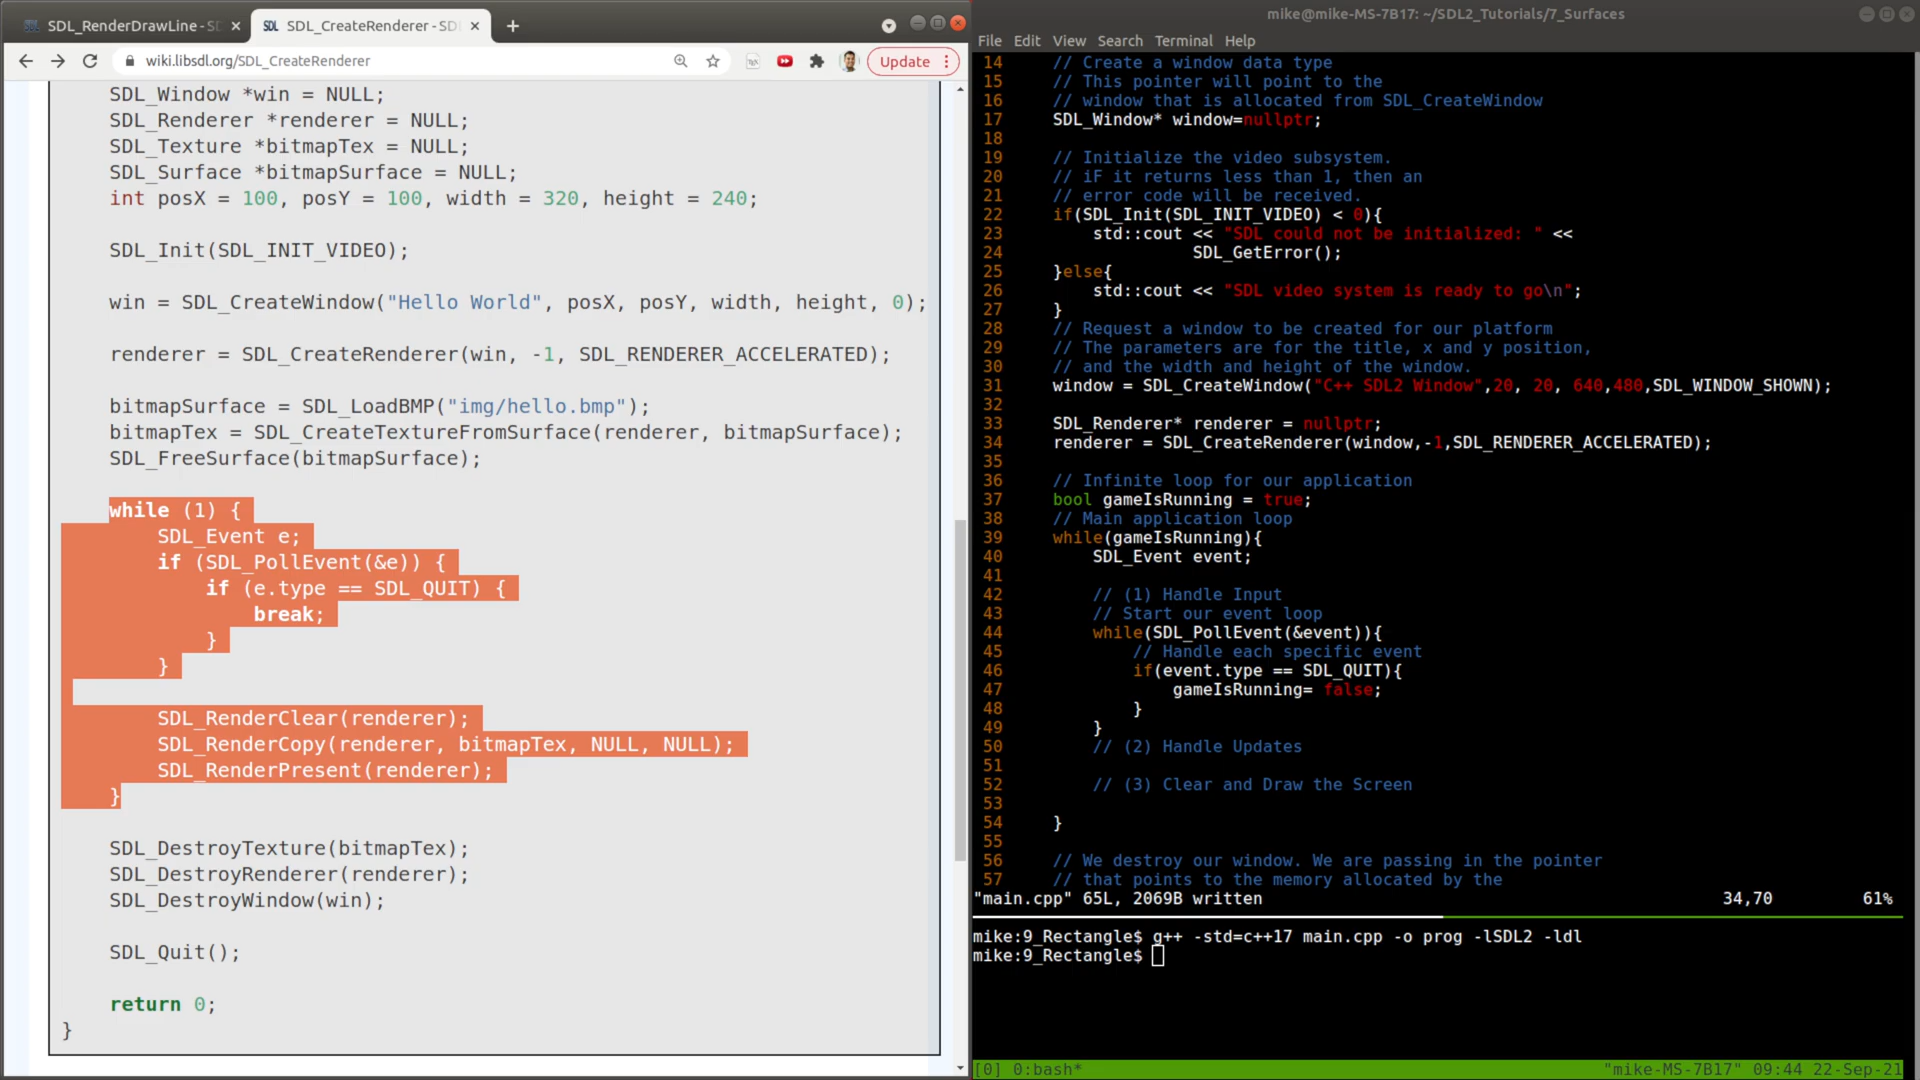 SDL_RenderDrawLine - S
SDL_CreateRenderer - SD
wiki.libsdl.org/SDL_CreateRenderer
Update
SDL_Window *win = NULL;
SDL_Renderer *renderer = NULL;
SDL_Texture *bitmapTex = NULL;
SDL_Surface *bitmapSurface = NULL;
int posX = 100, posY = 100, width = 320, height = 240;
SDL_Init(SDL_INIT_VIDEO);
win = SDL_CreateWindow("Hello World", posX, posY, width, height, 0);
renderer = SDL_CreateRenderer(win, -1, SDL_RENDERER_ACCELERATED);
bitmapSurface = SDL_LoadBMP("img/hello.bmp");
bitmapTex = SDL_CreateTextureFromSurface(renderer, bitmapSurface);
SDL_FreeSurface(bitmapSurface);
while (1) {
SDL_Event e;
if (SDL_PollEvent(&e)) {
if (e.type == SDL_QUIT) {
break;
}
}
SDL_RenderClear(renderer);
SDL_RenderCopy(renderer, bitmapTex, NULL, NULL);
SDL_RenderPresent(renderer);
}
SDL_DestroyTexture(bitmapTex);
SDL_DestroyRenderer(renderer);
SDL_DestroyWindow(win);
SDL_Quit();
return 0;
}
mike@mike-MS-7B17: ~/SDL2_Tutorials/7_Surfaces
File Edit View Search Terminal Help
14 // Create a window data type
15 // This pointer will point to the
16 // window that is allocated from SDL_CreateWindow
17 SDL_Window* window=nullptr;
18
19 // Initialize the video subsystem.
20 // iF it returns less than 1, then an
21 // error code will be received.
22 if(SDL_Init(SDL_INIT_VIDEO) < 0){
23 std::cout << "SDL could not be initialized: " <<
24 SDL_GetError();
25 }else{
26 std::cout << "SDL video system is ready to go\n";
27 }
28 // Request a window to be created for our platform
29 // The parameters are for the title, x and y position,
30 // and the width and height of the window.
31 window = SDL_CreateWindow("C++ SDL2 Window",20, 20, 640,480,SDL_WINDOW_SHOWN);
32
33 SDL_Renderer* renderer = nullptr;
34 renderer = SDL_CreateRenderer(window,-1,SDL_RENDERER_ACCELERATED);
35
36 // Infinite loop for our application
37 bool gameIsRunning = true;
38 // Main application loop
39 while(gameIsRunning){
40 SDL_Event event;
41
42 // (1) Handle Input
43 // Start our event loop
44 while(SDL_PollEvent(&event)){
45 // Handle each specific event
46 if(event.type == SDL_QUIT){
47 gameIsRunning= false;
48 }
49 }
50 // (2) Handle Updates
51
52 // (3) Clear and Draw the Screen
53
54 }
55
56 // We destroy our window. We are passing in the pointer
57 // that points to the memory allocated by the
"main.cpp" 65L, 2069B written 34,70 61%
mike:9_Rectangle$ g++ -std=c++17 main.cpp -o prog -lSDL2 -ldl
mike:9_Rectangle$
[0] 0:bash* "mike-MS-7B17" 09:44 22-Sep-21